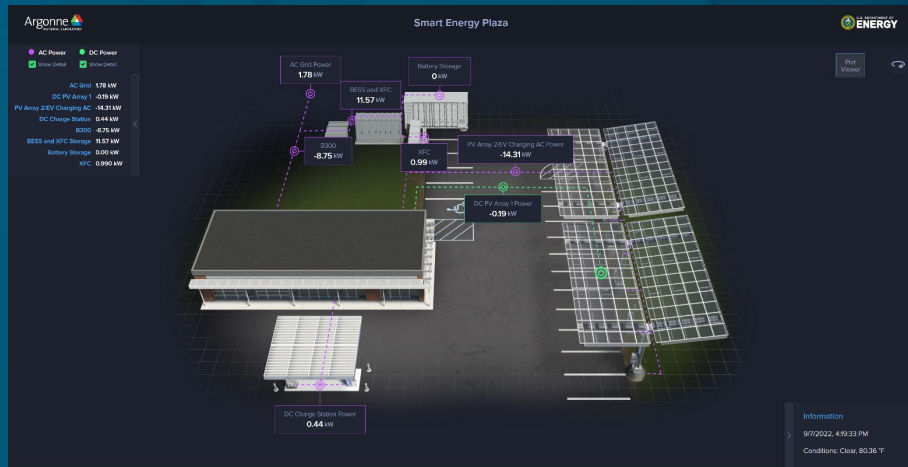 Argonne
NATIONAL LABORATORY
Smart Energy Plaza
U.S. DEPARTMENT OF
ENERGY
AC Power
DC Power
Show Detail
Show Detail
AC Grid 1.78 kW
DC PV Array 1 -0.19 kW
PV Array 2/EV Charging AC -14.31 kW
DC Charge Station 0.44 kW
B300 -8.75 kW
BESS and XFC Storage 11.57 kW
Battery Storage 0.00 kW
XFC 0.990 kW
AC Grid Power
1.78 kW
Battery Storage
0 kW
BESS and XFC
11.57 kW
B300
-8.75 kW
XFC
0.99 kW
PV Array 2/EV Charging AC Power
-14.31 kW
DC PV Array 1 Power
-0.19 kW
DC Charge Station Power
0.44 kW
Plot
Viewer
Information
9/7/2022, 4:19:33 PM
Conditions: Clear, 80.36 °F